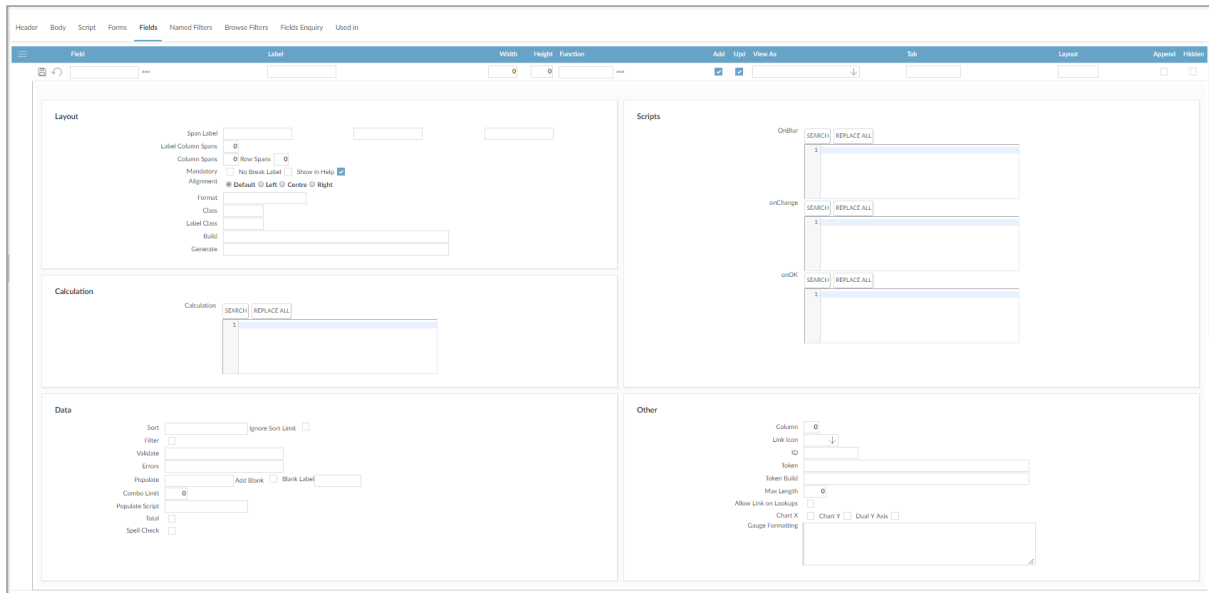 Header Body Script Forms Fields Named Filters Browse Filters Fields Enquiry Used in
Field Label Width Height Function Add Upd View As Tab Layout Append Hidden
••• 0 0 •••
Layout
Span Label
Label Column Spans 0
Column Spans 0 Row Spans 0
Mandatory No Break Label Show in Help
Alignment Default Left Centre Right
Format
Class
Label Class
Build
Generate
Calculation
Calculation SEARCH REPLACE ALL
1
Data
Sort Ignore Sort Limit
Filter
Validate
Errors
Populate Add Blank Blank Label
Combo Limit 0
Populate Script
Total
Spell Check
Scripts
OnBlur SEARCH REPLACE ALL
1
onChange SEARCH REPLACE ALL
1
onOK SEARCH REPLACE ALL
1
Other
Column 0
Link Icon
ID
Token
Token Build
Max Length 0
Allow Link on Lookups
Chart X Chart Y Dual Y Axis
Gauge Formatting